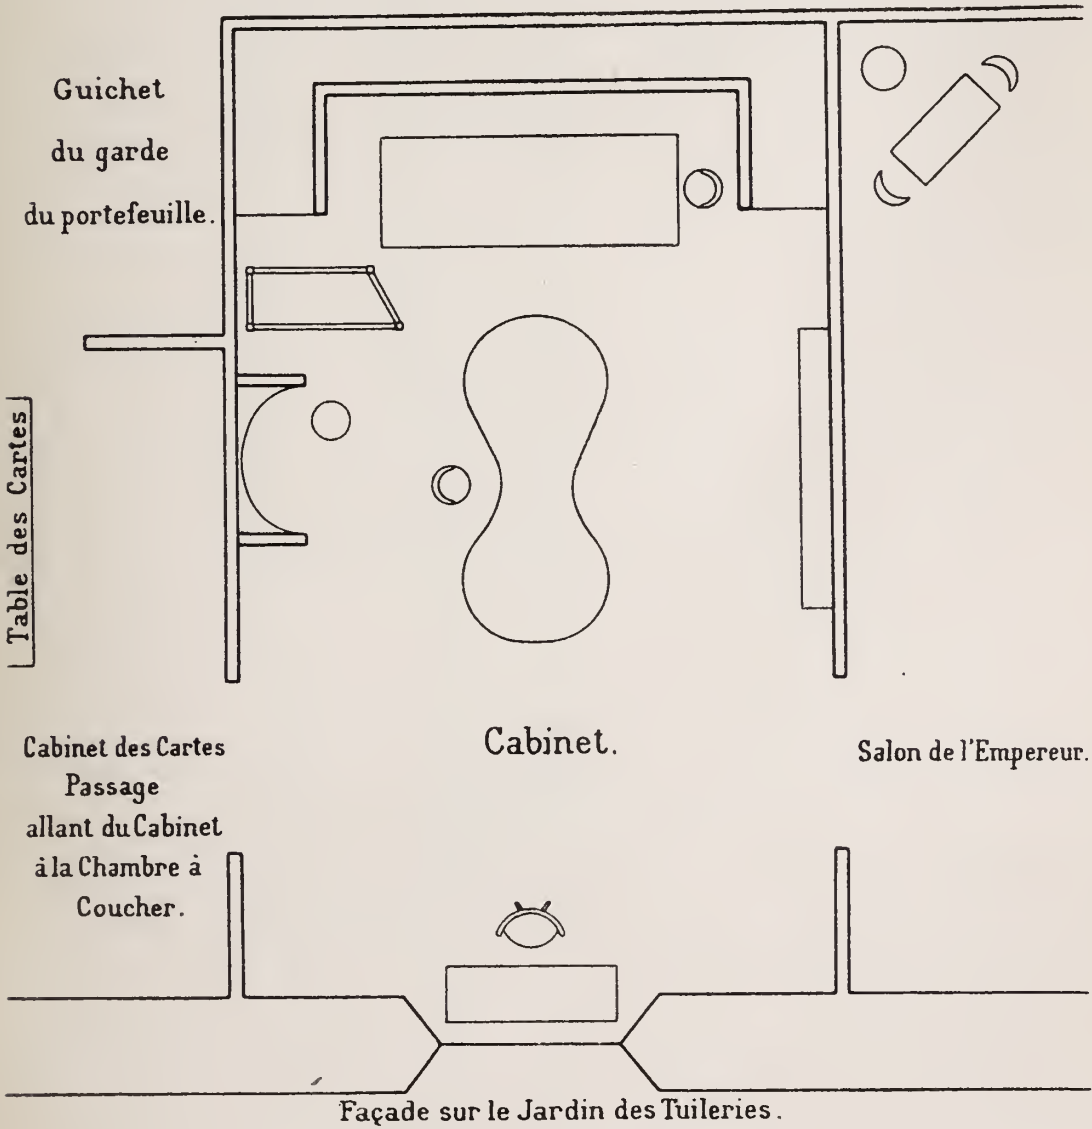 Guichet
du garde
du portefeuille.
Table des Cartes
Cabinet des Cartes
Passage
allant du Cabinet
à la Chambre à
Coucher.
Cabinet.
Salon de l'Empereur.
Façade sur le Jardin des Tuileries.